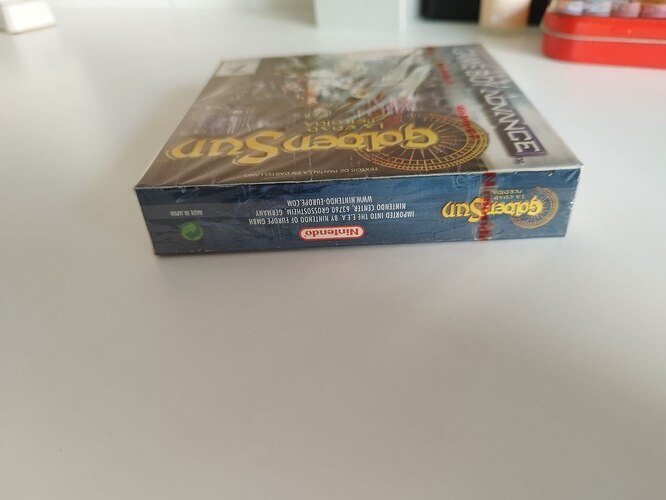 GAME BOY ADVANCE
Golden Sun
LA EDAD
PERDIDA
TEXTOS DE PANTALLA EN CASTELLANO
Golden Sun
LA EDAD
PERDIDA
Nintendo
IMPORTED INTO THE E.E.A. BY NINTENDO OF EUROPE GMBH
NINTENDO CENTER, 63760 GROSSOSTHEIM, GERMANY
WWW.NINTENDO-EUROPE.COM
MADE IN JAPAN